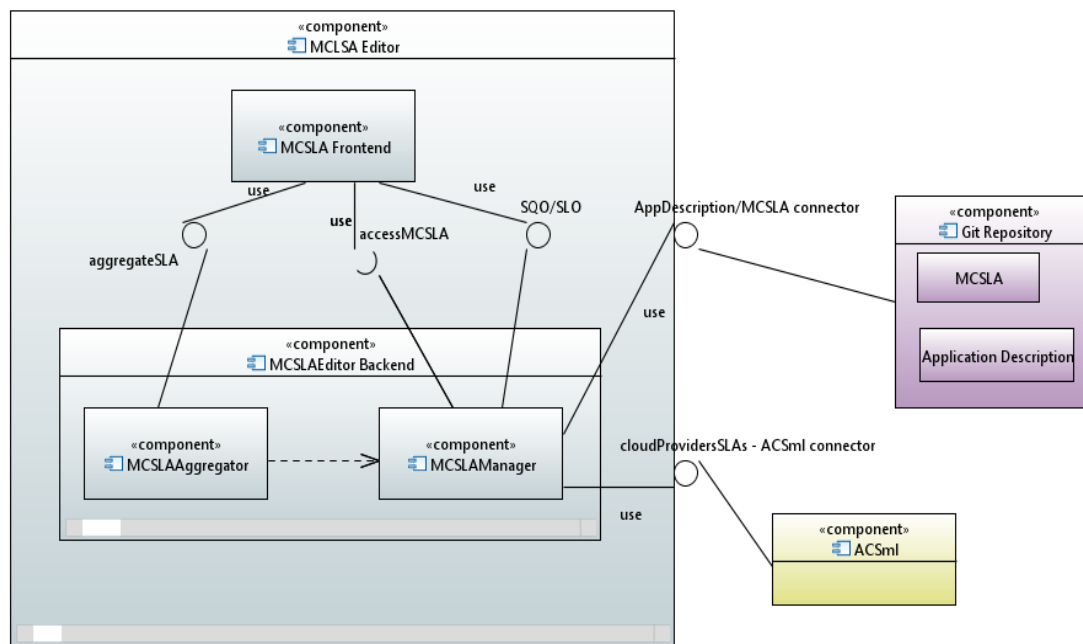 «component»
MCLSA Editor
«component»
MCSLA Frontend
use
use
use
SQO/SLO
accessMCSLA
aggregateSLA
AppDescription/MCSLA connector
«component»
Git Repository
MCSLA
Application Description
use
«component»
MCSLAEditor Backend
«component»
MCSLAAggregator
«component»
MCSLAManager
cloudProvidersSLAs - ACSml connector
use
«component»
ACSml